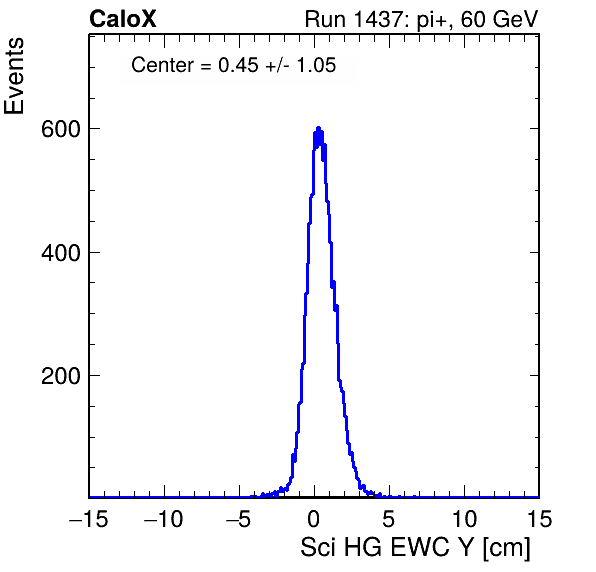 CaloX Run 1437: pi+, 60 GeV
Center = 0.45 +/- 1.05
Events
600
400
200
−15 −10 −5 0 5 10 15
Sci HG EWC Y [cm]